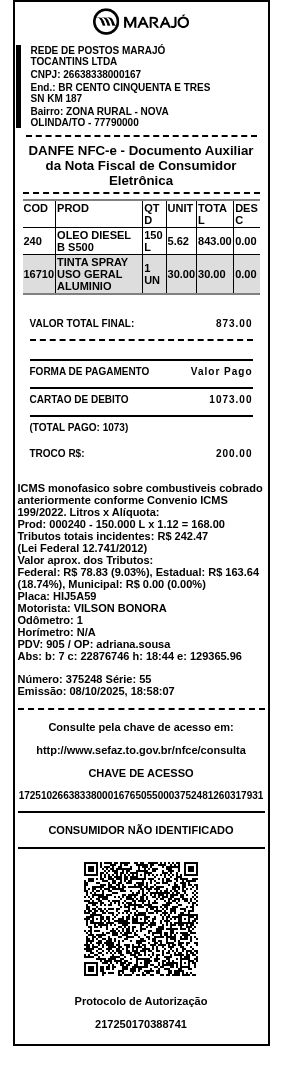 MARAJÓ
REDE DE POSTOS MARAJÓ
TOCANTINS LTDA
CNPJ: 26638338000167
End.: BR CENTO CINQUENTA E TRES
SN KM 187
Bairro: ZONA RURAL - NOVA
OLINDA/TO - 77790000
DANFE NFC-e - Documento Auxiliar
da Nota Fiscal de Consumidor
Eletrônica
COD PROD QTD UNIT TOTAL DESC
240 OLEO DIESEL B S500 150 L 5.62 843.00 0.00
16710 TINTA SPRAY USO GERAL ALUMINIO 1 UN 30.00 30.00 0.00
VALOR TOTAL FINAL: 873.00
FORMA DE PAGAMENTO Valor Pago
CARTAO DE DEBITO 1073.00
(TOTAL PAGO: 1073)
TROCO R$: 200.00
ICMS monofasico sobre combustiveis cobrado
anteriormente conforme Convenio ICMS
199/2022. Litros x Alíquota:
Prod: 000240 - 150.000 L x 1.12 = 168.00
Tributos totais incidentes: R$ 242.47
(Lei Federal 12.741/2012)
Valor aprox. dos Tributos:
Federal: R$ 78.83 (9.03%), Estadual: R$ 163.64
(18.74%), Municipal: R$ 0.00 (0.00%)
Placa: HIJ5A59
Motorista: VILSON BONORA
Odômetro: 1
Horímetro: N/A
PDV: 905 / OP: adriana.sousa
Abs: b: 7 c: 22876746 h: 18:44 e: 129365.96
Número: 375248 Série: 55
Emissão: 08/10/2025, 18:58:07
Consulte pela chave de acesso em:
http://www.sefaz.to.gov.br/nfce/consulta
CHAVE DE ACESSO
17251026638338000167650550003752481260317931
CONSUMIDOR NÃO IDENTIFICADO
Protocolo de Autorização
217250170388741